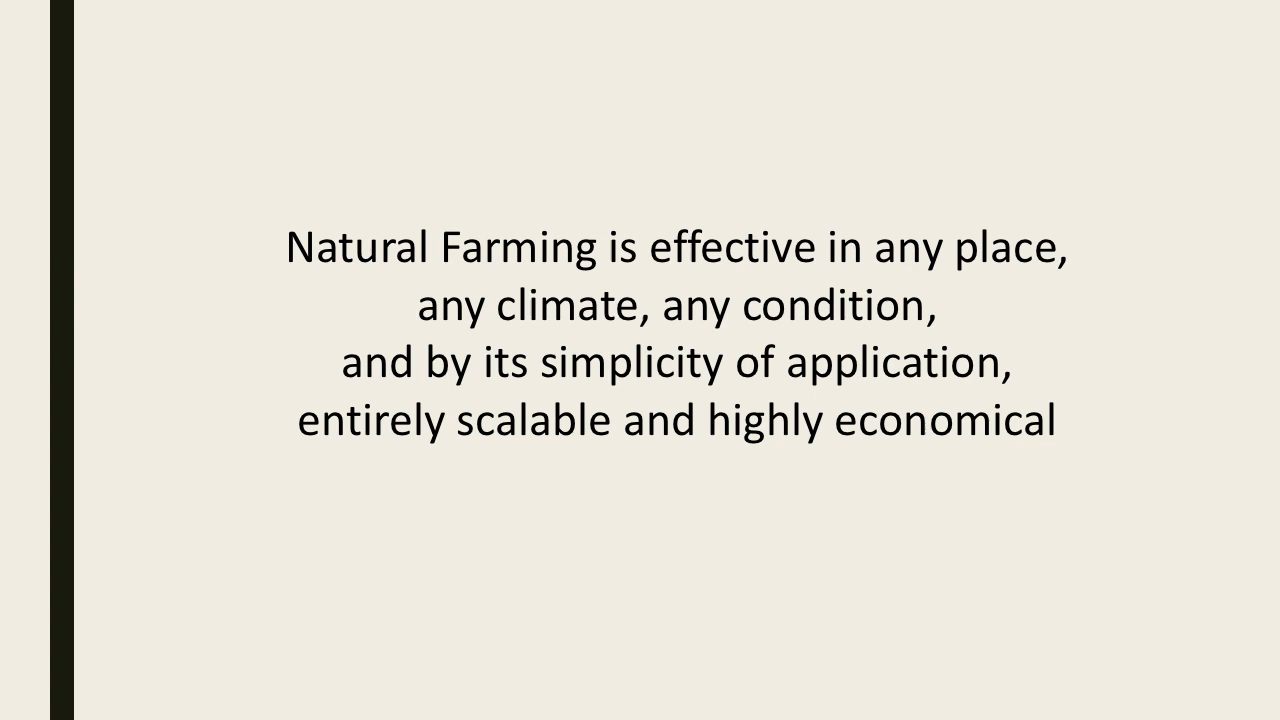 Natural Farming is effective in any place,
any climate, any condition,
and by its simplicity of application,
entirely scalable and highly economical